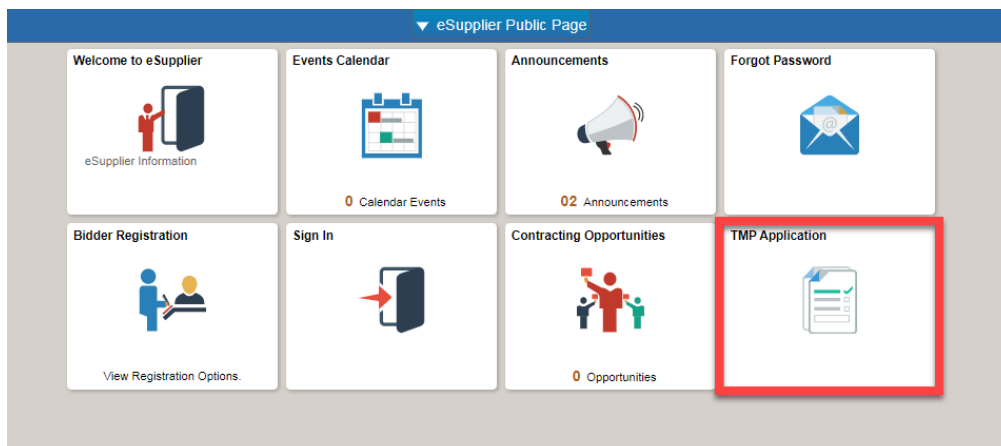 eSupplier Public Page
Welcome to eSupplier
Events Calendar
Announcements
Forgot Password
@
eSupplier Information
0 Calendar Events
02 Announcements
Bidder Registration
Sign In
Contracting Opportunities
TMP Application
View Registration Options.
0 Opportunities